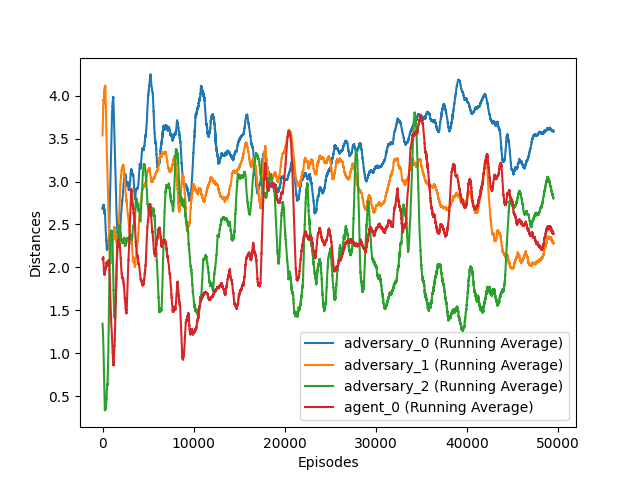 4.0
3.5
3.0
2.5
2.0
1.5
1.0
0.5
Distances
adversary_0 (Running Average)
adversary_1 (Running Average)
adversary_2 (Running Average)
agent_0 (Running Average)
0
10000
20000
30000
40000
50000
Episodes